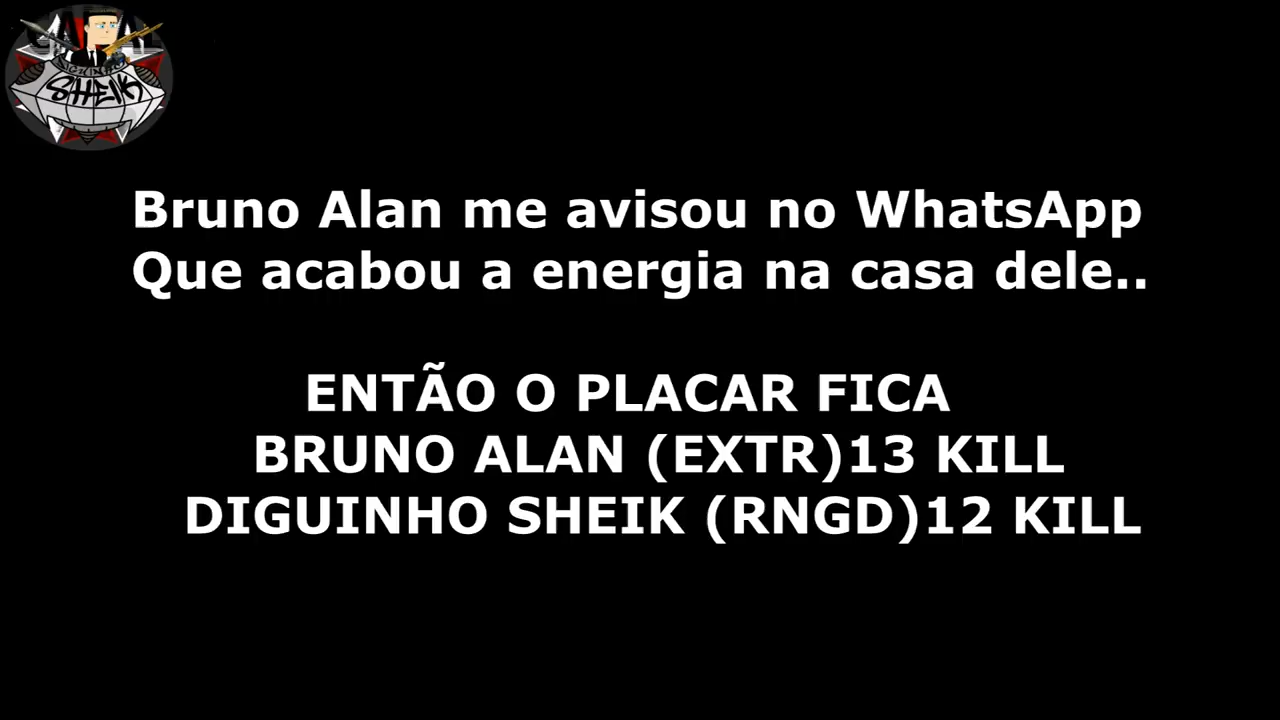 SHEIK
Bruno Alan me avisou no WhatsApp
Que acabou a energia na casa dele..
ENTÃO O PLACAR FICA
BRUNO ALAN (EXTR)13 KILL
DIGUINHO SHEIK (RNGD)12 KILL